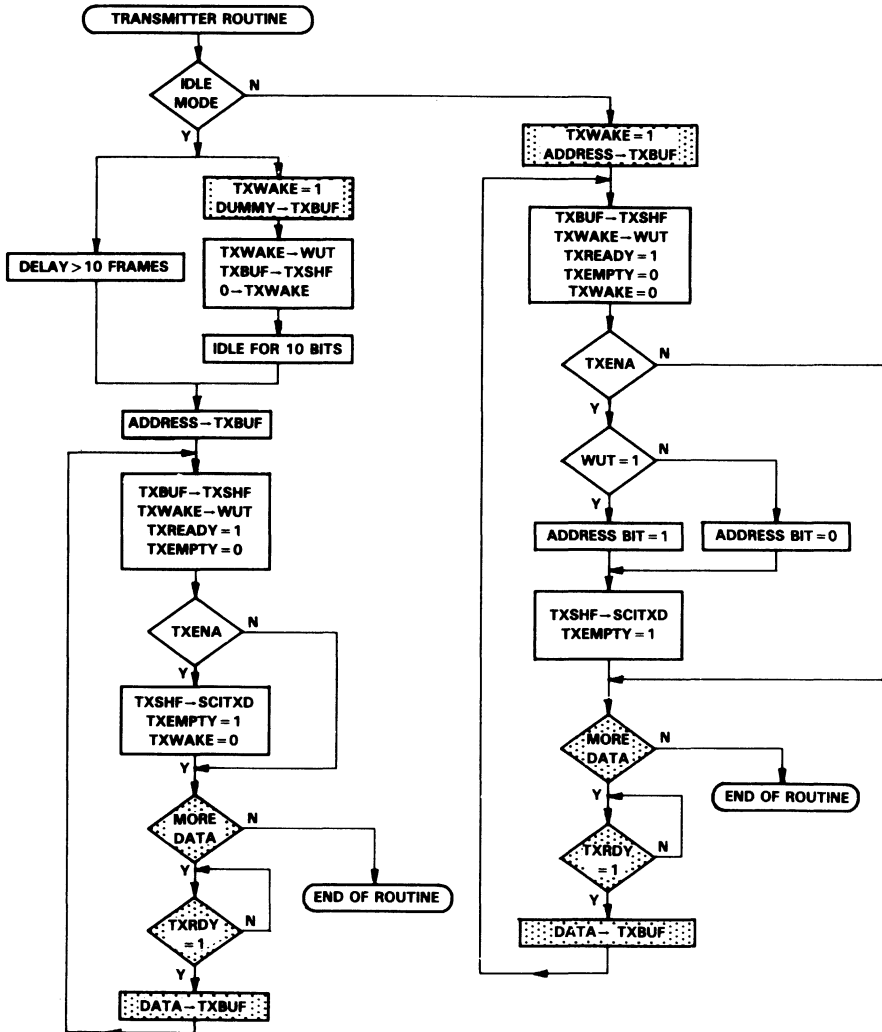 TRANSMITTER ROUTINE
IDLE
MODE
N
Y
TXWAKE = 1
DUMMY→TXBUF
DELAY > 10 FRAMES
TXWAKE→WUT
TXBUF→TXSHF
0→TXWAKE
IDLE FOR 10 BITS
ADDRESS→TXBUF
TXBUF→TXSHF
TXWAKE→WUT
TXREADY = 1
TXEMPTY = 0
TXENA
N
Y
TXSHF→SCITXD
TXEMPTY = 1
TXWAKE = 0
Y
MORE
DATA
N
Y
END OF ROUTINE
TXRDY
= 1
N
Y
DATA→TXBUF
TXWAKE = 1
ADDRESS→TXBUF
TXBUF→TXSHF
TXWAKE→WUT
TXREADY = 1
TXEMPTY = 0
TXWAKE = 0
TXENA
N
Y
WUT = 1
N
Y
ADDRESS BIT = 1
ADDRESS BIT = 0
TXSHF→SCITXD
TXEMPTY = 1
MORE
DATA
N
Y
END OF ROUTINE
TXRDY
= 1
N
Y
DATA→ TXBUF